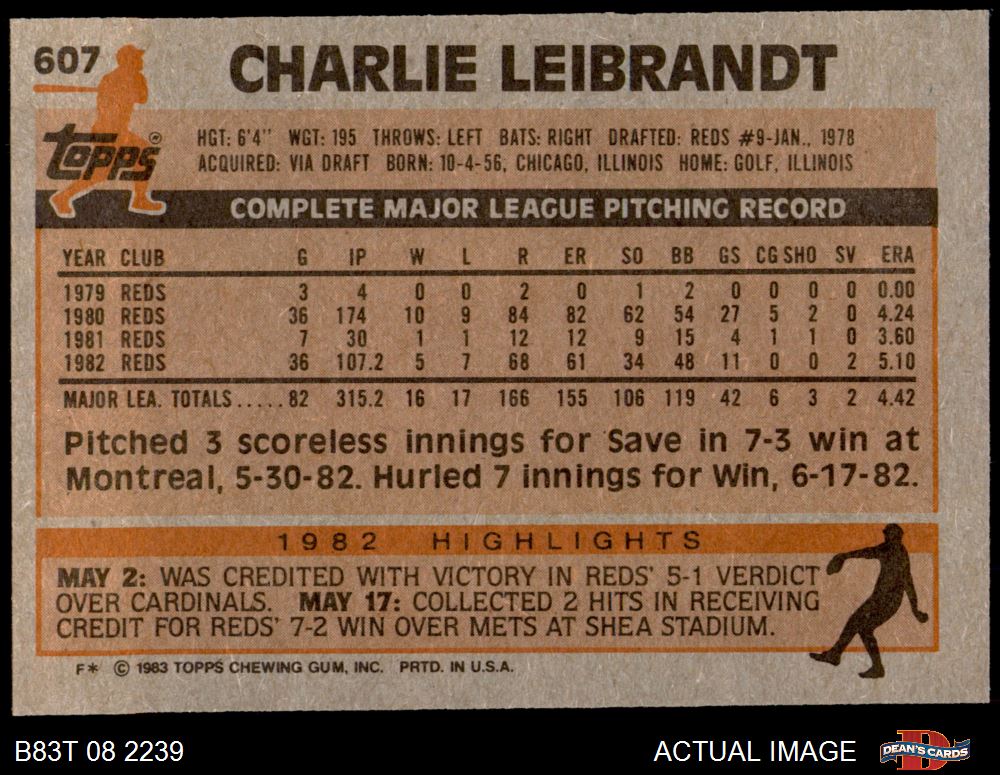 607 CHARLIE LEIBRANDT
topps®
HGT: 6'4" WGT: 195 THROWS: LEFT BATS: RIGHT DRAFTED: REDS #9-JAN., 1978
ACQUIRED: VIA DRAFT BORN: 10-4-56, CHICAGO, ILLINOIS HOME: GOLF, ILLINOIS
COMPLETE MAJOR LEAGUE PITCHING RECORD
YEAR CLUB G IP W L R ER SO BB GS CG SHO SV ERA
1979 REDS 3 4 0 0 2 0 1 2 0 0 0 0 0.00
1980 REDS 36 174 10 9 84 82 62 54 27 5 2 0 4.24
1981 REDS 7 30 1 1 12 12 9 15 4 1 1 0 3.60
1982 REDS 36 107.2 5 7 68 61 34 48 11 0 0 2 5.10
MAJOR LEA. TOTALS.....82 315.2 16 17 166 155 106 119 42 6 3 2 4.42
Pitched 3 scoreless innings for Save in 7-3 win at
Montreal, 5-30-82. Hurled 7 innings for Win, 6-17-82.
1982 HIGHLIGHTS
MAY 2: WAS CREDITED WITH VICTORY IN REDS' 5-1 VERDICT
OVER CARDINALS. MAY 17: COLLECTED 2 HITS IN RECEIVING
CREDIT FOR REDS' 7-2 WIN OVER METS AT SHEA STADIUM.
F* © 1983 TOPPS CHEWING GUM, INC. PRTD. IN U.S.A.
B83T 08 2239 ACTUAL IMAGE DEAN'S CARDS